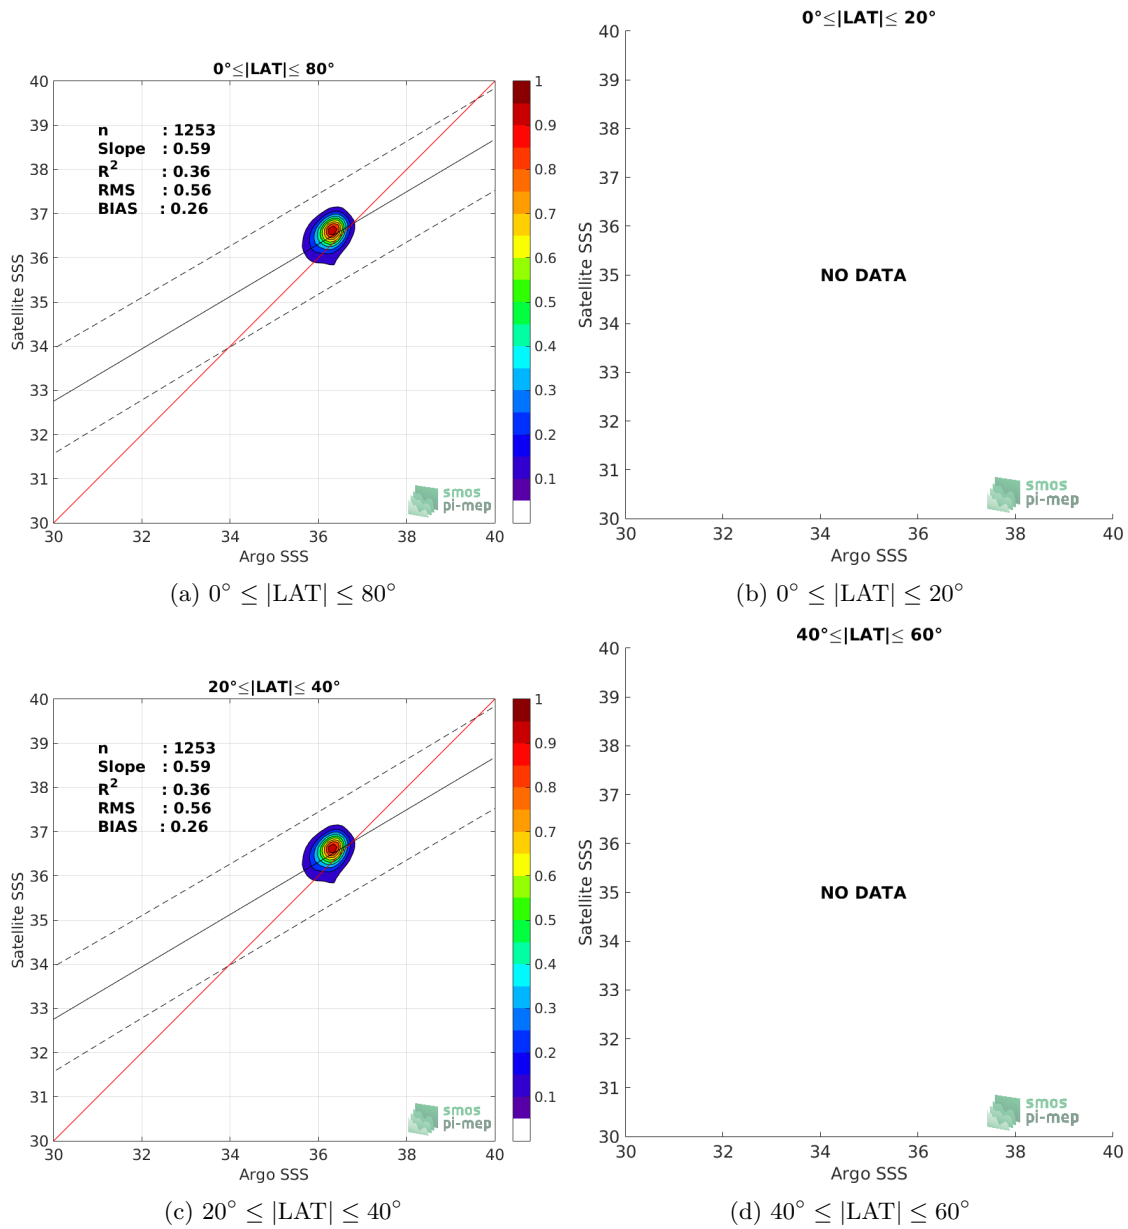 0°≤|LAT|≤ 80°
40
39
38
37
36
35
34
33
32
31
30
30
32
34
36
38
40
Satellite SSS
Argo SSS
n : 1253
Slope : 0.59
R² : 0.36
RMS : 0.56
BIAS : 0.26
1
0.9
0.8
0.7
0.6
0.5
0.4
0.3
0.2
0.1
smos
pi-mep
(a) 0° ≤ |LAT| ≤ 80°
0°≤|LAT|≤ 20°
40
39
38
37
36
35
34
33
32
31
30
30
32
34
36
38
40
Satellite SSS
Argo SSS
NO DATA
smos
pi-mep
(b) 0° ≤ |LAT| ≤ 20°
20°≤|LAT|≤ 40°
40
39
38
37
36
35
34
33
32
31
30
30
32
34
36
38
40
Satellite SSS
Argo SSS
n : 1253
Slope : 0.59
R² : 0.36
RMS : 0.56
BIAS : 0.26
1
0.9
0.8
0.7
0.6
0.5
0.4
0.3
0.2
0.1
smos
pi-mep
(c) 20° ≤ |LAT| ≤ 40°
40°≤|LAT|≤ 60°
40
39
38
37
36
35
34
33
32
31
30
30
32
34
36
38
40
Satellite SSS
Argo SSS
NO DATA
smos
pi-mep
(d) 40° ≤ |LAT| ≤ 60°